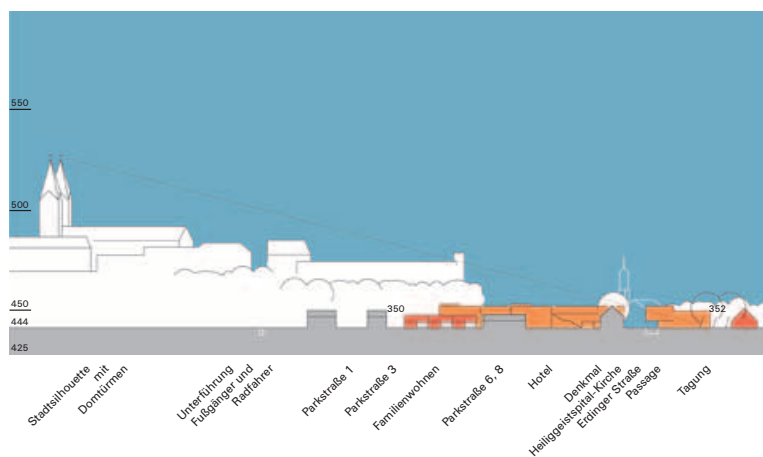 550
500
450
350
352
444
425
Stadtsilhouette
mit
Domtürmen
Unterführung
Fußgänger und
Radfahrer
Parkstraße 1
Parkstraße 3
Familienwohnen
Parkstraße 6, 8
Hotel
Denkmal
Heiliggeistspital-Kirche
Erdinger Straße
Passage
Tagung